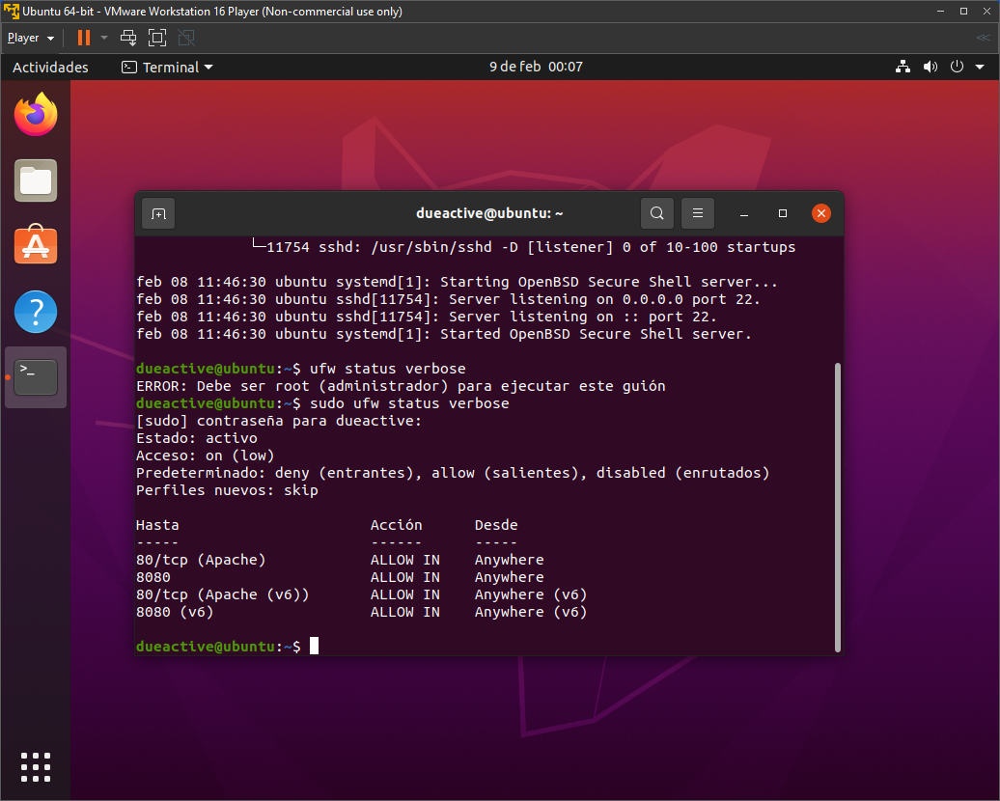 Ubuntu 64-bit - VMware Workstation 16 Player (Non-commercial use only)
Player
Actividades
Terminal
9 de feb 00:07
dueactive@ubuntu: ~
└─11754 sshd: /usr/sbin/sshd -D [listener] 0 of 10-100 startups
feb 08 11:46:30 ubuntu systemd[1]: Starting OpenBSD Secure Shell server...
feb 08 11:46:30 ubuntu sshd[11754]: Server listening on 0.0.0.0 port 22.
feb 08 11:46:30 ubuntu sshd[11754]: Server listening on :: port 22.
feb 08 11:46:30 ubuntu systemd[1]: Started OpenBSD Secure Shell server.
dueactive@ubuntu:~$ ufw status verbose
ERROR: Debe ser root (administrador) para ejecutar este guión
dueactive@ubuntu:~$ sudo ufw status verbose
[sudo] contraseña para dueactive:
Estado: activo
Acceso: on (low)
Predeterminado: deny (entrantes), allow (salientes), disabled (enrutados)
Perfiles nuevos: skip
Hasta Acción Desde
----- ------ -----
80/tcp (Apache) ALLOW IN Anywhere
8080 ALLOW IN Anywhere
80/tcp (Apache (v6)) ALLOW IN Anywhere (v6)
8080 (v6) ALLOW IN Anywhere (v6)
dueactive@ubuntu:~$